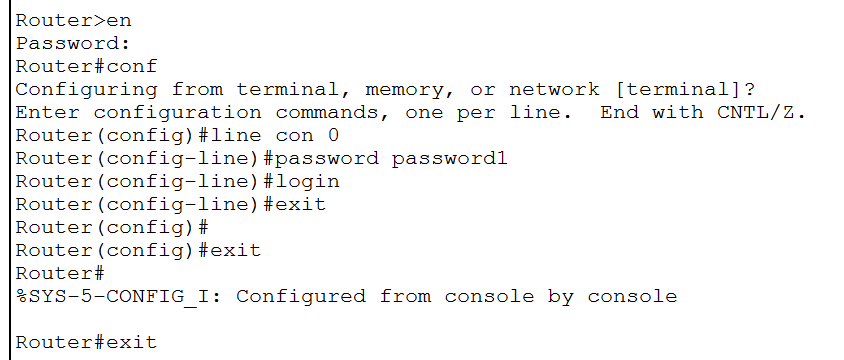 Router>en
Password:
Router#conf
Configuring from terminal, memory, or network [terminal]?
Enter configuration commands, one per line.  End with CNTL/Z.
Router(config)#line con 0
Router(config-line)#password password1
Router(config-line)#login
Router(config-line)#exit
Router(config)#
Router(config)#exit
Router#
%SYS-5-CONFIG_I: Configured from console by console
Router#exit